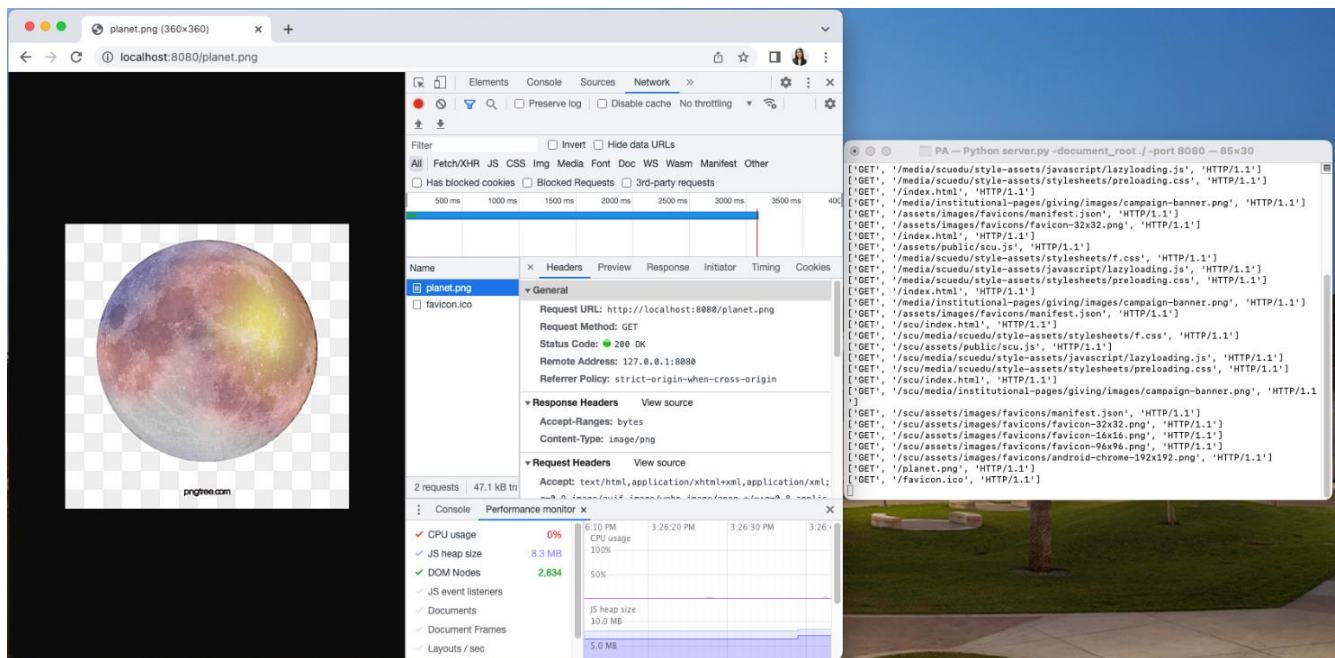 planet.png (360×360)
localhost:8080/planet.png
pngtree.com
Elements Console Sources Network »
Preserve log Disable cache No throttling
Filter Invert Hide data URLs
All Fetch/XHR JS CSS Img Media Font Doc WS Wasm Manifest Other
Has blocked cookies Blocked Requests 3rd-party requests
500 ms 1000 ms 1500 ms 2000 ms 2500 ms 3000 ms 3500 ms 400
Name
planet.png
favicon.ico
2 requests 47.1 kB tra
Headers Preview Response Initiator Timing Cookies
General
Request URL: http://localhost:8080/planet.png
Request Method: GET
Status Code: 200 OK
Remote Address: 127.0.0.1:8080
Referrer Policy: strict-origin-when-cross-origin
Response Headers View source
Accept-Ranges: bytes
Content-Type: image/png
Request Headers View source
Accept: text/html,application/xhtml+xml,application/xml;
Console Performance monitor ×
CPU usage 0%
JS heap size 8.3 MB
DOM Nodes 2,834
JS event listeners
Documents
Document Frames
Layouts / sec
6:10 PM 3:26:20 PM 3:26:30 PM 3:26:
CPU usage
100%
50%
JS heap size
10.0 MB
5.0 MB
PA — Python server.py -document_root ./ -port 8080 — 85×30
['GET', '/media/scuedu/style-assets/javascript/lazyloading.js', 'HTTP/1.1']
['GET', '/media/scuedu/style-assets/stylesheets/preloading.css', 'HTTP/1.1']
['GET', '/index.html', 'HTTP/1.1']
['GET', '/media/institutional-pages/giving/images/campaign-banner.png', 'HTTP/1.1']
['GET', '/assets/images/favicons/manifest.json', 'HTTP/1.1']
['GET', '/assets/images/favicons/favicon-32x32.png', 'HTTP/1.1']
['GET', '/index.html', 'HTTP/1.1']
['GET', '/assets/public/scu.js', 'HTTP/1.1']
['GET', '/media/scuedu/style-assets/stylesheets/f.css', 'HTTP/1.1']
['GET', '/media/scuedu/style-assets/javascript/lazyloading.js', 'HTTP/1.1']
['GET', '/media/scuedu/style-assets/stylesheets/preloading.css', 'HTTP/1.1']
['GET', '/index.html', 'HTTP/1.1']
['GET', '/media/institutional-pages/giving/images/campaign-banner.png', 'HTTP/1.1']
['GET', '/assets/images/favicons/manifest.json', 'HTTP/1.1']
['GET', '/scu/index.html', 'HTTP/1.1']
['GET', '/scu/media/scuedu/style-assets/stylesheets/f.css', 'HTTP/1.1']
['GET', '/scu/assets/public/scu.js', 'HTTP/1.1']
['GET', '/scu/media/scuedu/style-assets/javascript/lazyloading.js', 'HTTP/1.1']
['GET', '/scu/media/scuedu/style-assets/stylesheets/preloading.css', 'HTTP/1.1']
['GET', '/scu/index.html', 'HTTP/1.1']
['GET', '/scu/media/institutional-pages/giving/images/campaign-banner.png', 'HTTP/1.1
']
['GET', '/scu/assets/images/favicons/manifest.json', 'HTTP/1.1']
['GET', '/scu/assets/images/favicons/favicon-32x32.png', 'HTTP/1.1']
['GET', '/scu/assets/images/favicons/favicon-16x16.png', 'HTTP/1.1']
['GET', '/scu/assets/images/favicons/favicon-96x96.png', 'HTTP/1.1']
['GET', '/scu/assets/images/favicons/android-chrome-192x192.png', 'HTTP/1.1']
['GET', '/planet.png', 'HTTP/1.1']
['GET', '/favicon.ico', 'HTTP/1.1']